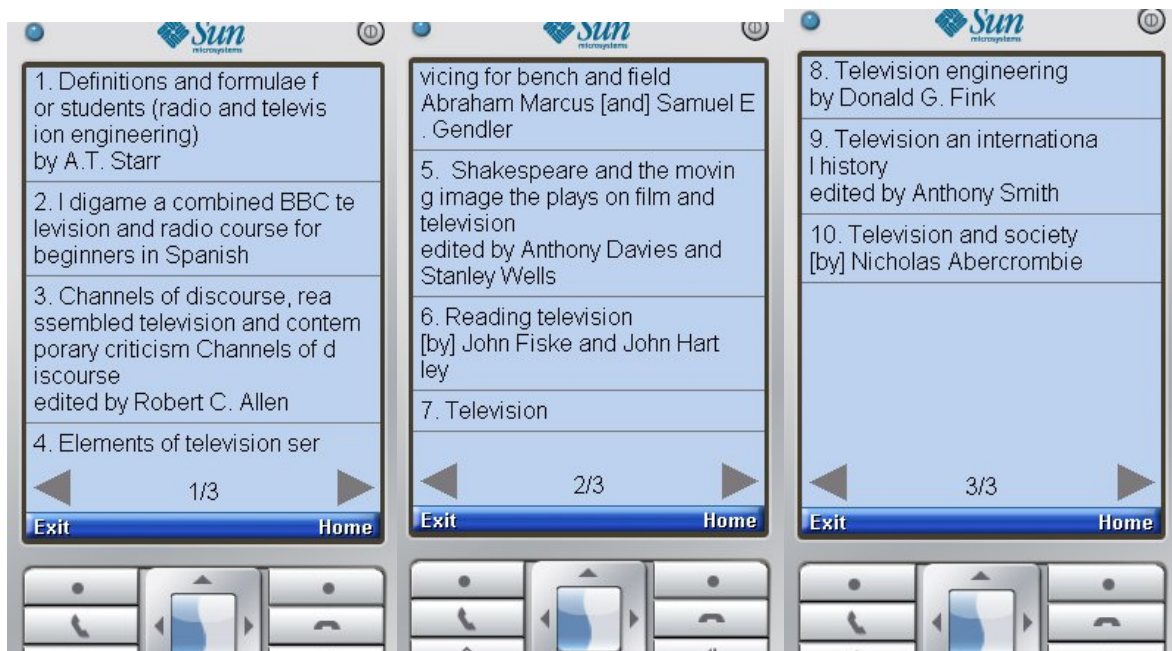 Sun
microsystems
1. Definitions and formulae f
or students (radio and televis
ion engineering)
by A.T. Starr
2. I digame a combined BBC te
levision and radio course for
beginners in Spanish
3. Channels of discourse, rea
ssembled television and contem
porary criticism Channels of d
iscourse
edited by Robert C. Allen
4. Elements of television ser
1/3
Exit Home
Sun
microsystems
vicing for bench and field
Abraham Marcus [and] Samuel E
. Gendler
5. Shakespeare and the movin
g image the plays on film and
television
edited by Anthony Davies and
Stanley Wells
6. Reading television
[by] John Fiske and John Hart
ley
7. Television
2/3
Exit Home
Sun
microsystems
8. Television engineering
by Donald G. Fink
9. Television an internationa
l history
edited by Anthony Smith
10. Television and society
[by] Nicholas Abercrombie
3/3
Exit Home